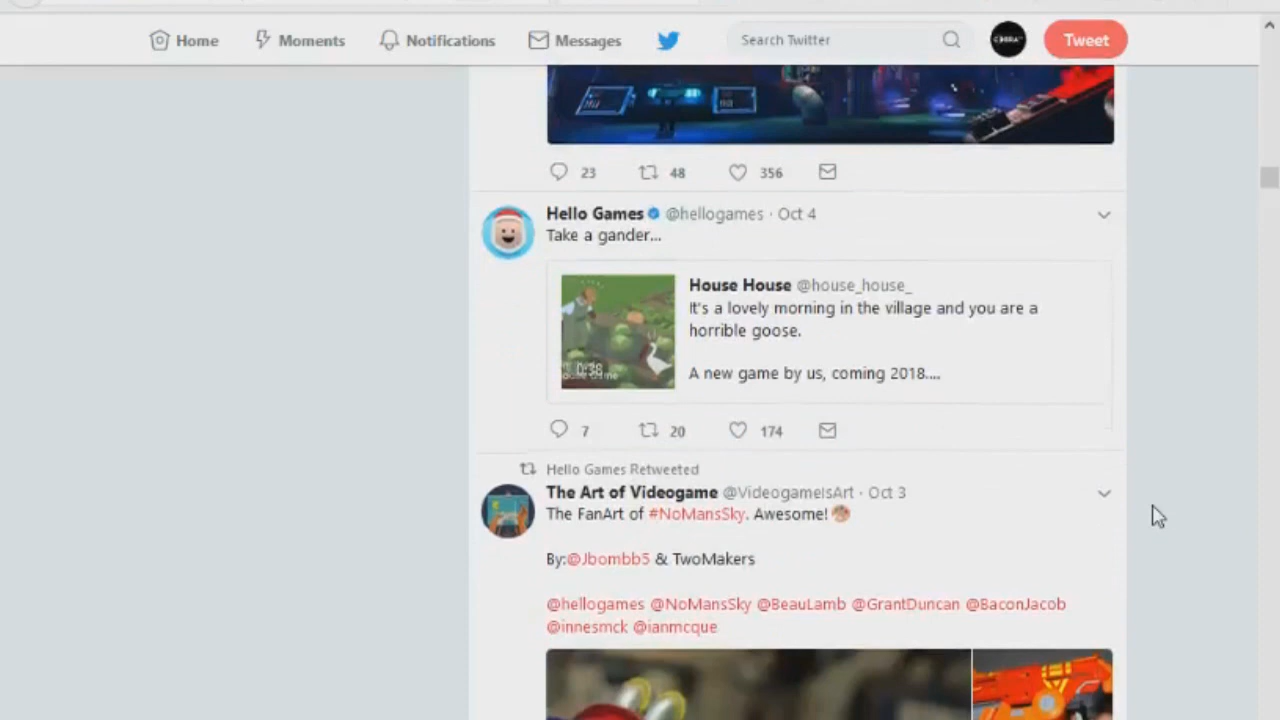 Home Moments Notifications Messages Search Twitter Tweet
23 48 356
Hello Games @hellogames · Oct 4
Take a gander...
House House @house_house_
It's a lovely morning in the village and you are a
horrible goose.
0:38
A new game by us, coming 2018....
7 20 174
Hello Games Retweeted
The Art of Videogame @VideogameIsArt · Oct 3
The FanArt of #NoMansSky. Awesome!
By:@Jbombb5 & TwoMakers
@hellogames @NoMansSky @BeauLamb @GrantDuncan @BaconJacob
@innesmck @ianmcque